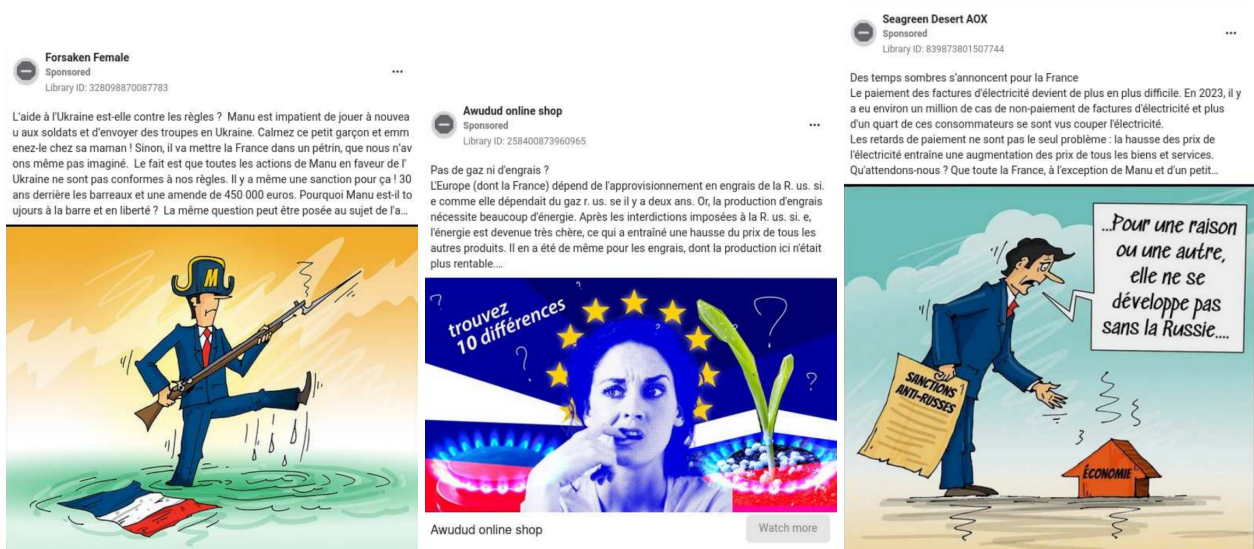 Forsaken Female
Sponsored
Library ID: 328098870087783
L'aide à l'Ukraine est-elle contre les règles ? Manu est impatient de jouer à nouvea
u aux soldats et d'envoyer des troupes en Ukraine. Calmez ce petit garçon et emm
enez-le chez sa maman ! Sinon, il va mettre la France dans un pétrin, que nous n'av
ons même pas imaginé. Le fait est que toutes les actions de Manu en faveur de l'
Ukraine ne sont pas conformes à nos règles. Il y a même une sanction pour ça ! 30
ans derrière les barreaux et une amende de 450 000 euros. Pourquoi Manu est-il to
ujours à la barre et en liberté ? La même question peut être posée au sujet de l'a...
M
Awudud online shop
Sponsored
Library ID: 258400873960965
Pas de gaz ni d'engrais ?
L'Europe (dont la France) dépend de l'approvisionnement en engrais de la R. us. si.
e comme elle dépendait du gaz r. us. se il y a deux ans. Or, la production d'engrais
nécessite beaucoup d'énergie. Après les interdictions imposées à la R. us. si. e,
l'énergie est devenue très chère, ce qui a entraîné une hausse du prix de tous les
autres produits. Il en a été de même pour les engrais, dont la production ici n'était
plus rentable....
trouvez
10 différences
Awudud online shop
Watch more
Seagreen Desert AOX
Sponsored
Library ID: 839873801507744
Des temps sombres s'annoncent pour la France
Le paiement des factures d'électricité devient de plus en plus difficile. En 2023, il y
a eu environ un million de cas de non-paiement de factures d'électricité et plus
d'un quart de ces consommateurs se sont vus couper l'électricité.
Les retards de paiement ne sont pas le seul problème : la hausse des prix de
l'électricité entraîne une augmentation des prix de tous les biens et services.
Qu'attendons-nous ? Que toute la France, à l'exception de Manu et d'un petit...
...Pour une raison
ou une autre,
elle ne se
développe pas
sans la Russie....
SANCTIONS
ANTI-RUSSES
ÉCONOMIE